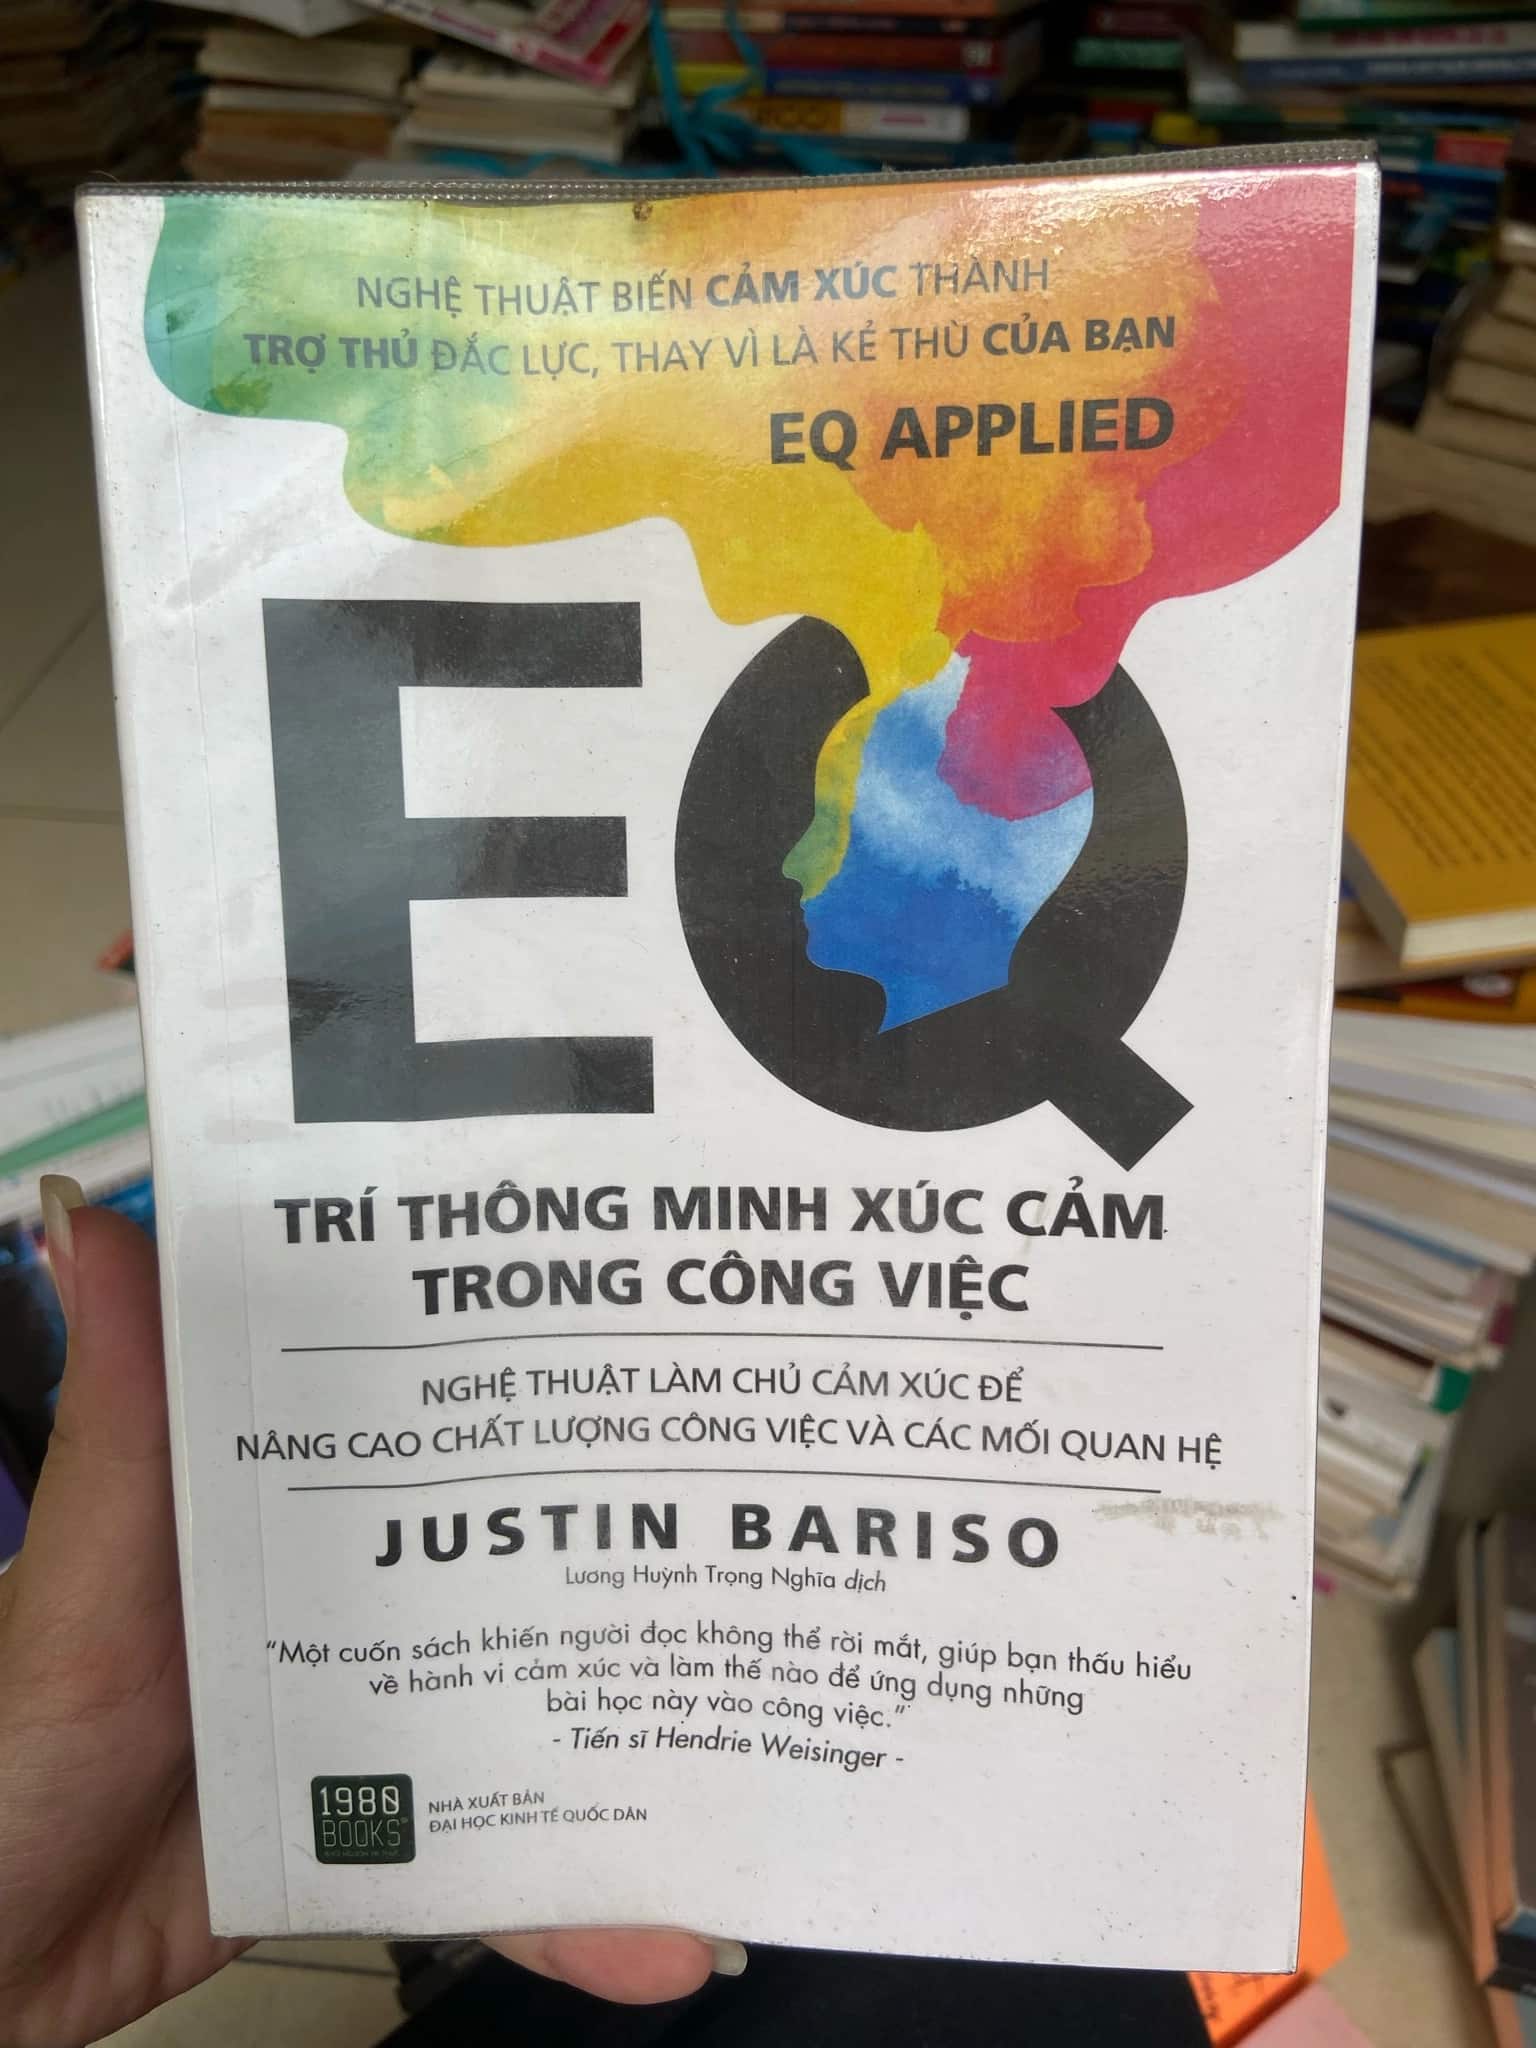 NGHỆ THUẬT BIẾN CẢM XÚC THÀNH
TRỢ THỦ ĐẮC LỰC, THAY VÌ LÀ KẺ THÙ CỦA BẠN
EQ APPLIED
EQ
TRÍ THÔNG MINH XÚC CẢM
TRONG CÔNG VIỆC
NGHỆ THUẬT LÀM CHỦ CẢM XÚC ĐỂ
NÂNG CAO CHẤT LƯỢNG CÔNG VIỆC VÀ CÁC MỐI QUAN HỆ
JUSTIN BARISO
Lương Huỳnh Trọng Nghĩa dịch
“Một cuốn sách khiến người đọc không thể rời mắt, giúp bạn thấu hiểu
về hành vi cảm xúc và làm thế nào để ứng dụng những
bài học này vào công việc.”
- Tiến sĩ Hendrie Weisinger -
1980
BOOKS
NHÀ XUẤT BẢN
ĐẠI HỌC KINH TẾ QUỐC DÂN